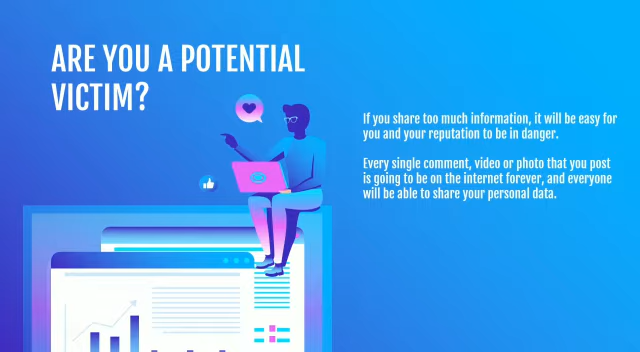 ARE YOU A POTENTIAL
VICTIM?
If you share too much information, it will be easy for
you and your reputation to be in danger.
Every single comment, video or photo that you post
is going to be on the internet forever, and everyone
will be able to share your personal data.